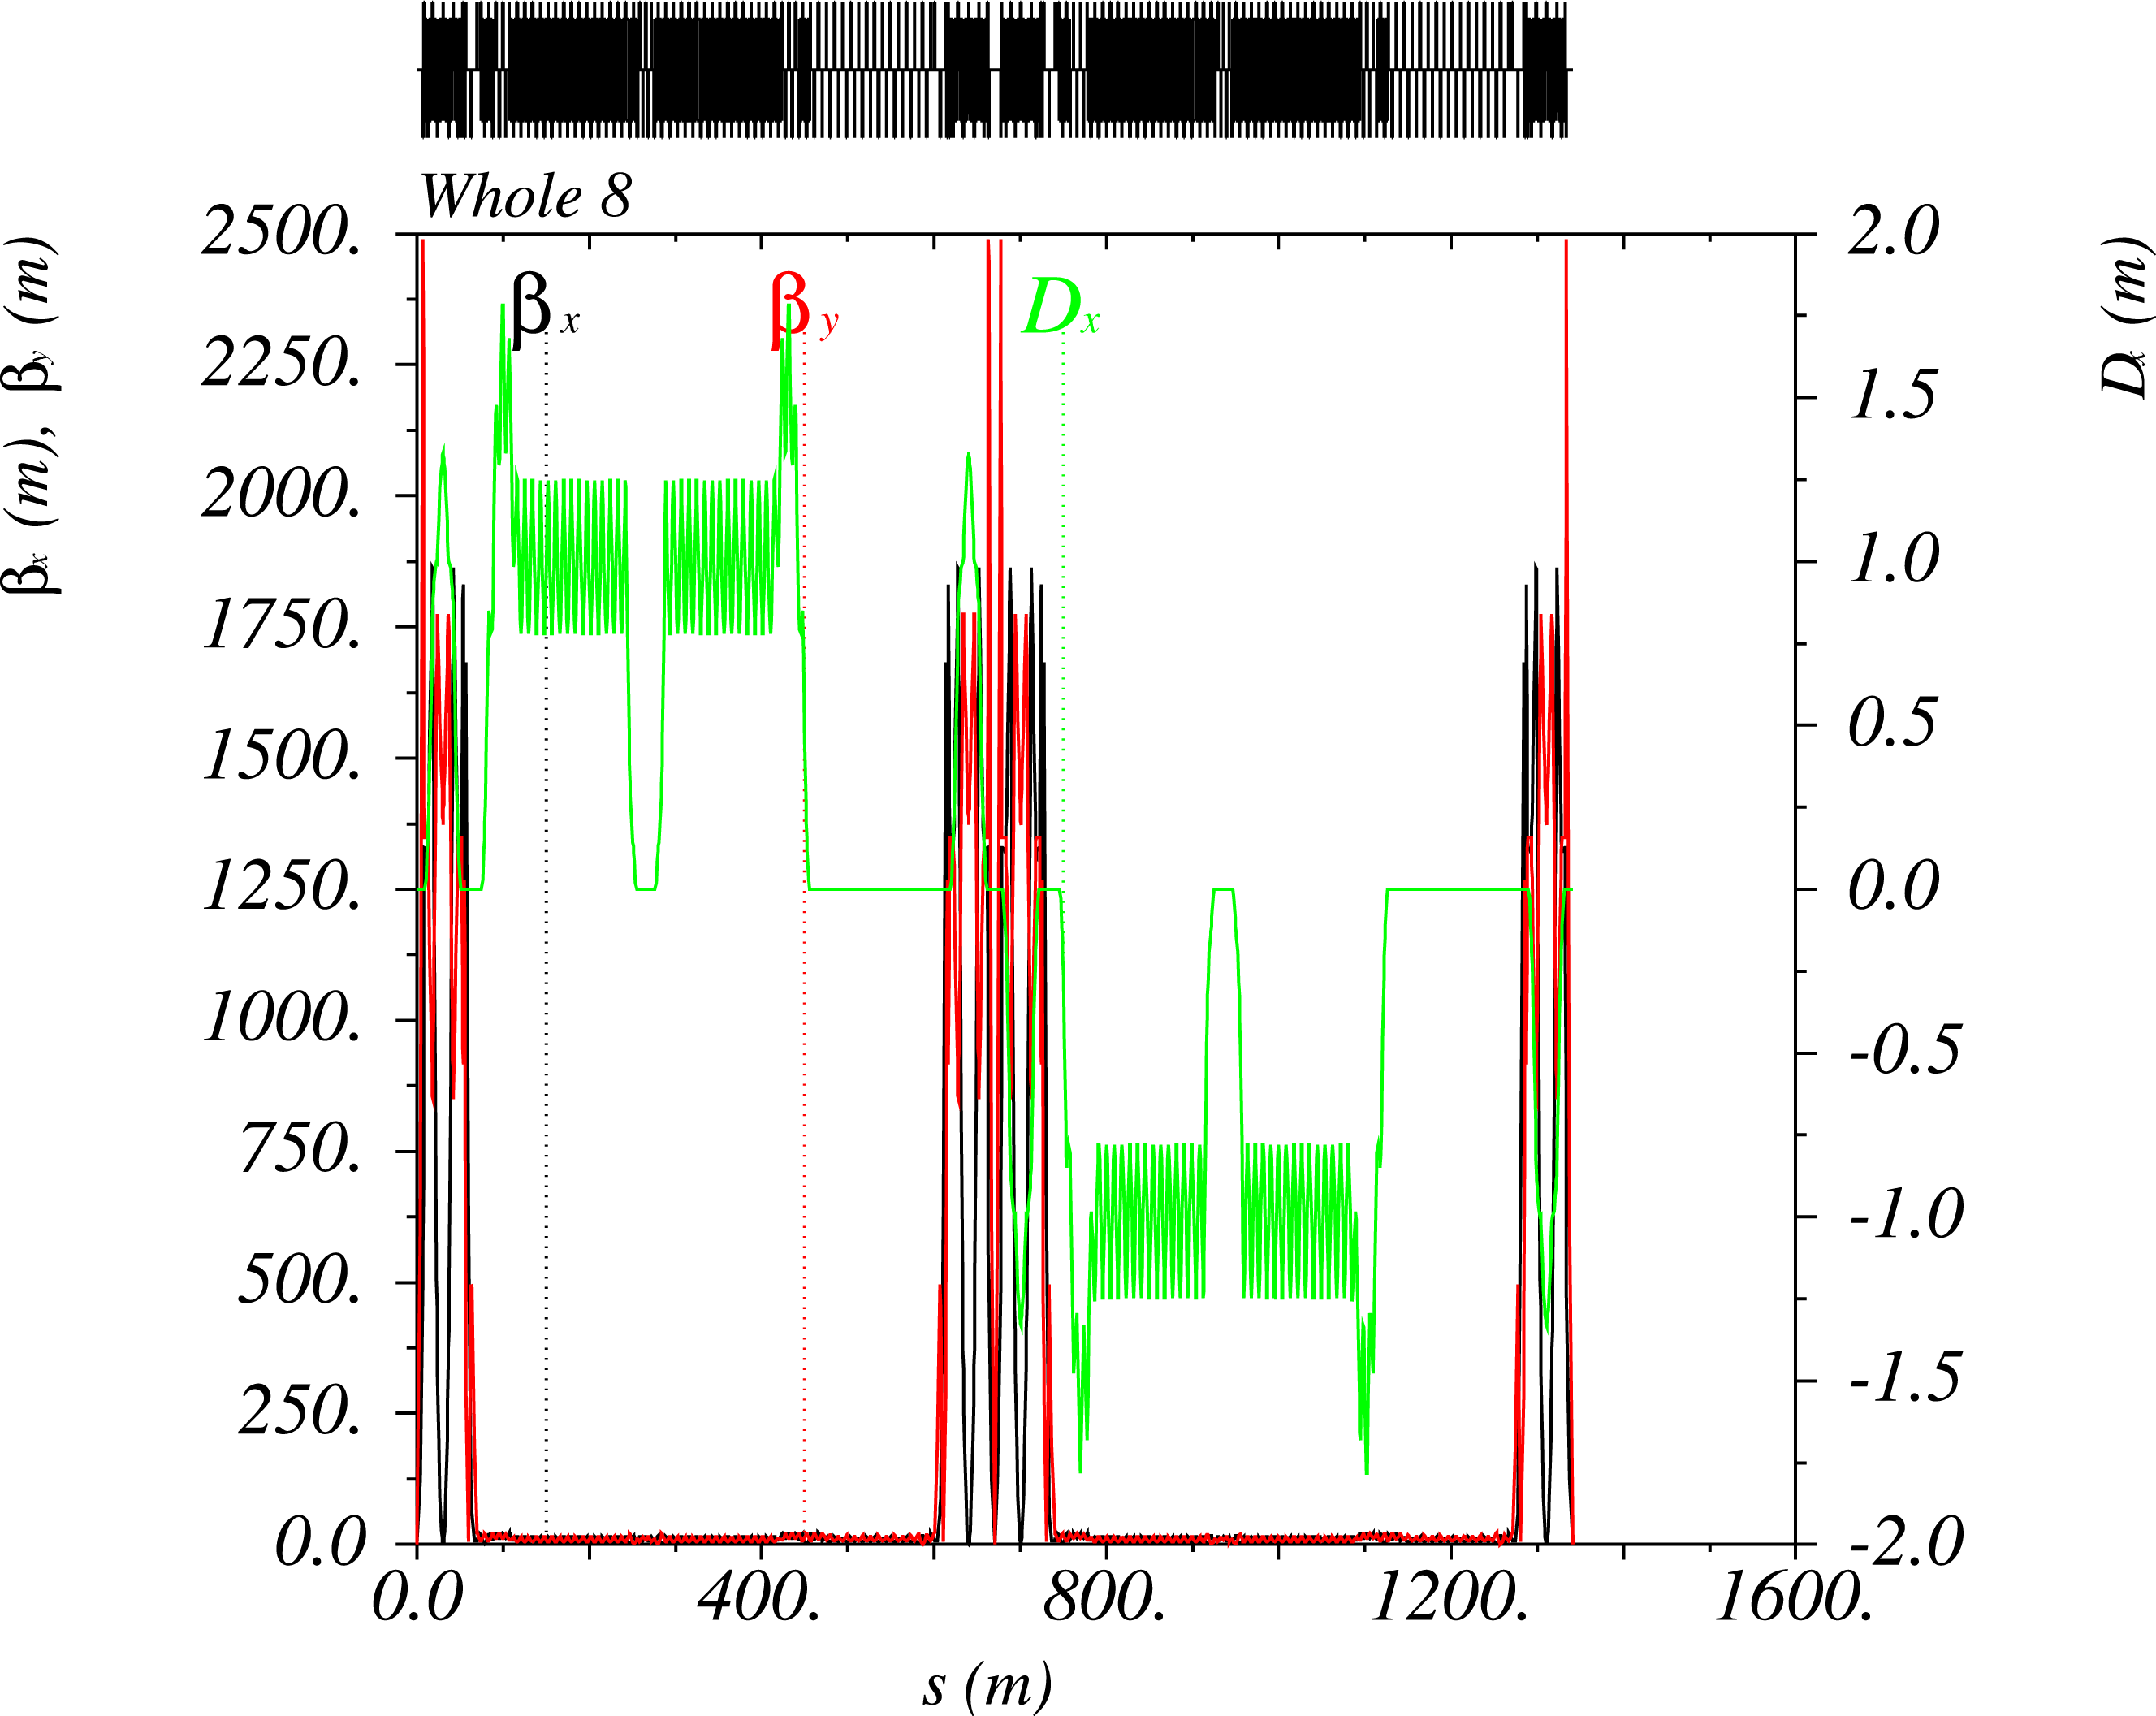 Whole 8
βx (m), βy (m)
2500.
2250.
2000.
1750.
1500.
1250.
1000.
750.
500.
250.
0.0
βx
βy
Dx
2.0
1.5
1.0
0.5
0.0
-0.5
-1.0
-1.5
-2.0
Dx (m)
0.0 400. 800. 1200. 1600.
s (m)